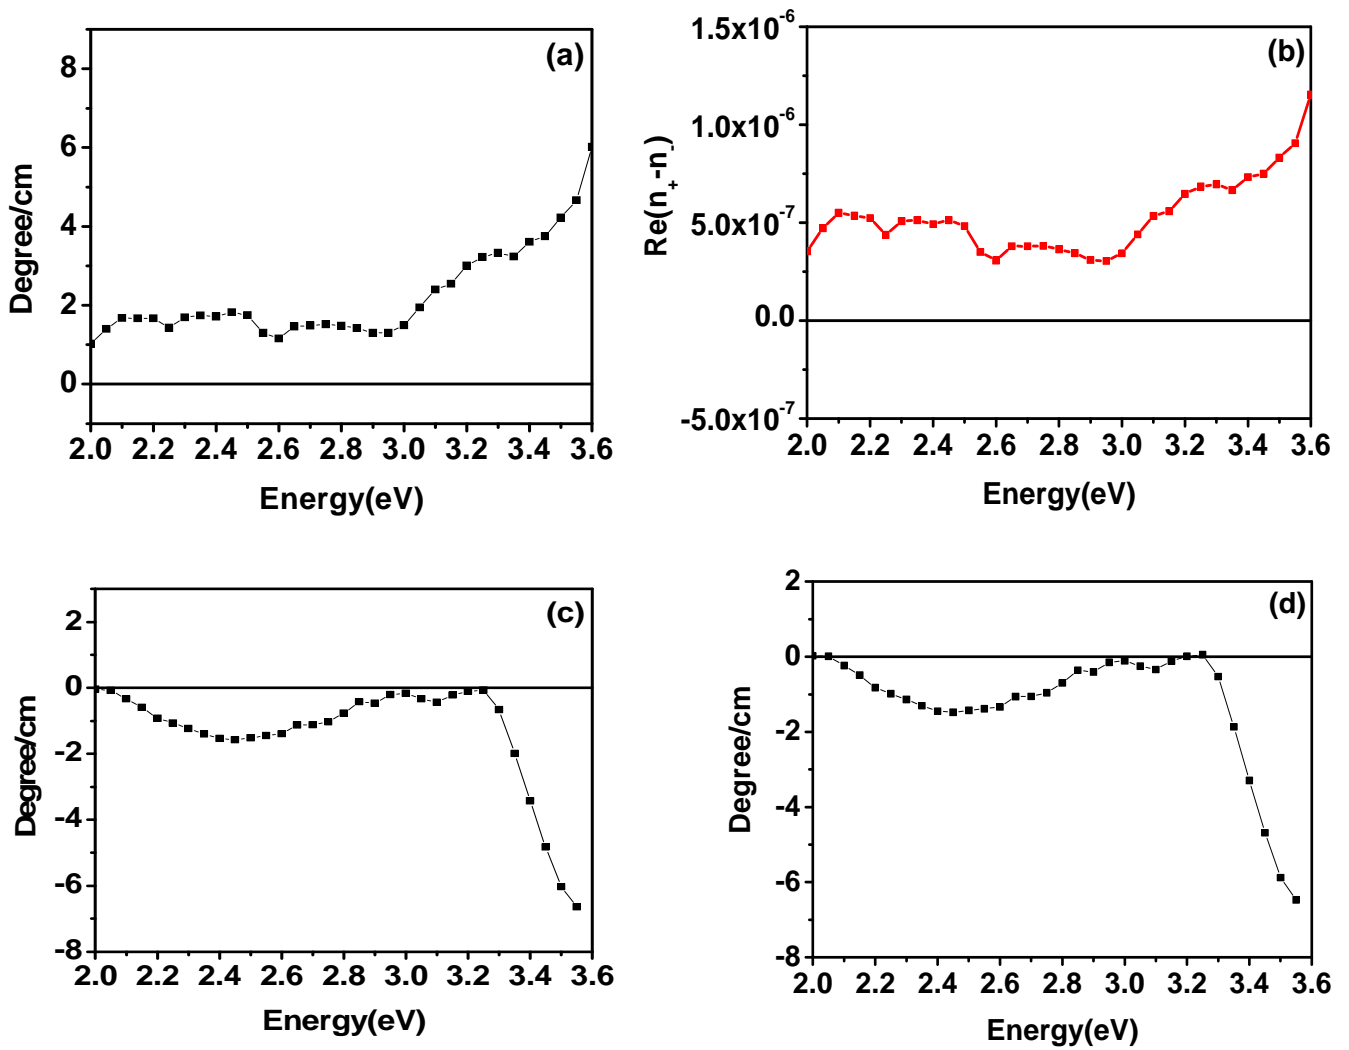 (a)
8
6
4
2
0
Degree/cm
2.0 2.2 2.4 2.6 2.8 3.0 3.2 3.4 3.6
Energy(eV)
(b)
1.5x10⁻⁶
1.0x10⁻⁶
5.0x10⁻⁷
0.0
-5.0x10⁻⁷
Re(n₊-n₋)
2.0 2.2 2.4 2.6 2.8 3.0 3.2 3.4 3.6
Energy(eV)
(c)
2
0
-2
-4
-6
-8
Degree/cm
2.0 2.2 2.4 2.6 2.8 3.0 3.2 3.4 3.6
Energy(eV)
(d)
2
0
-2
-4
-6
-8
Degree/cm
2.0 2.2 2.4 2.6 2.8 3.0 3.2 3.4 3.6
Energy(eV)